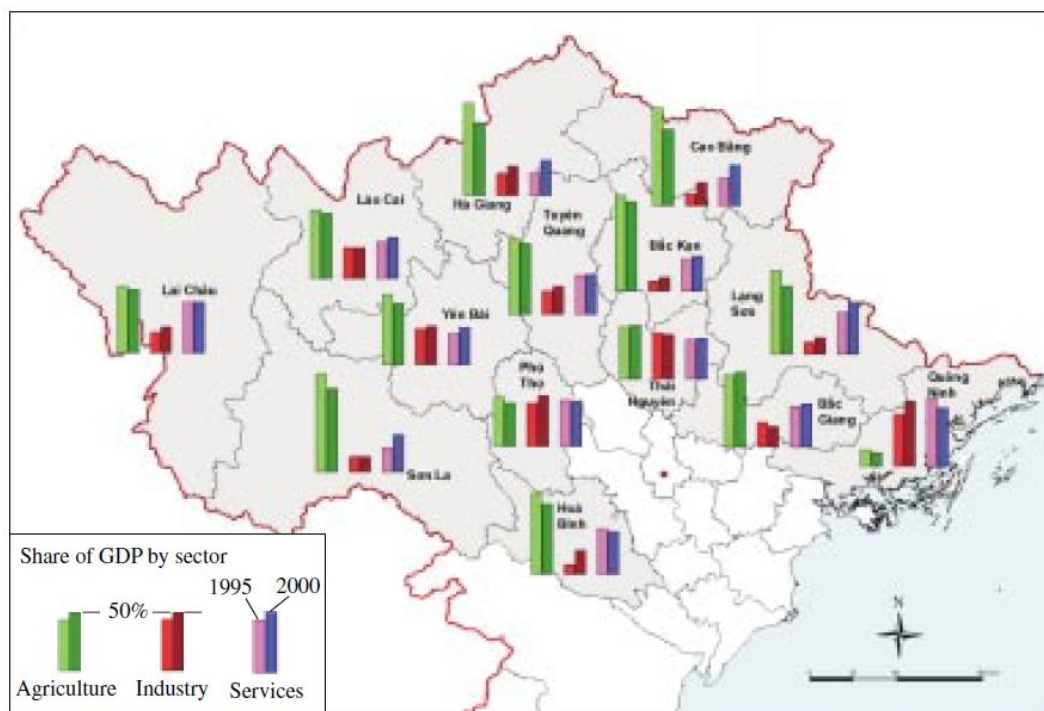 Cao Bằng
Lao Cai
Hà Giang
Tuyên
Quang
Bắc Kạn
Lai Châu
Lạng
Sơn
Yên Bái
Phú
Thọ
Thái
Nguyên
Quảng
Ninh
Bắc
Giang
Sơn La
Hoà
Bình
Share of GDP by sector
1995
2000
50%
Agriculture
Industry
Services
N